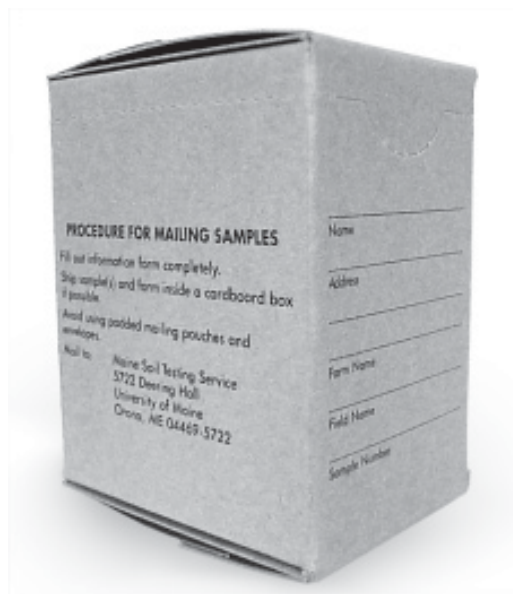 PROCEDURE FOR MAILING SAMPLES
Fill out information form completely.
Ship sample(s) and form inside a cardboard box
if possible.
Avoid using padded mailing pouches and
envelopes.
Mail to: Maine Soil Testing Service
5722 Deering Hall
University of Maine
Orono, ME 04469-5722
Name
Address
Farm Name
Field Name
Sample Number